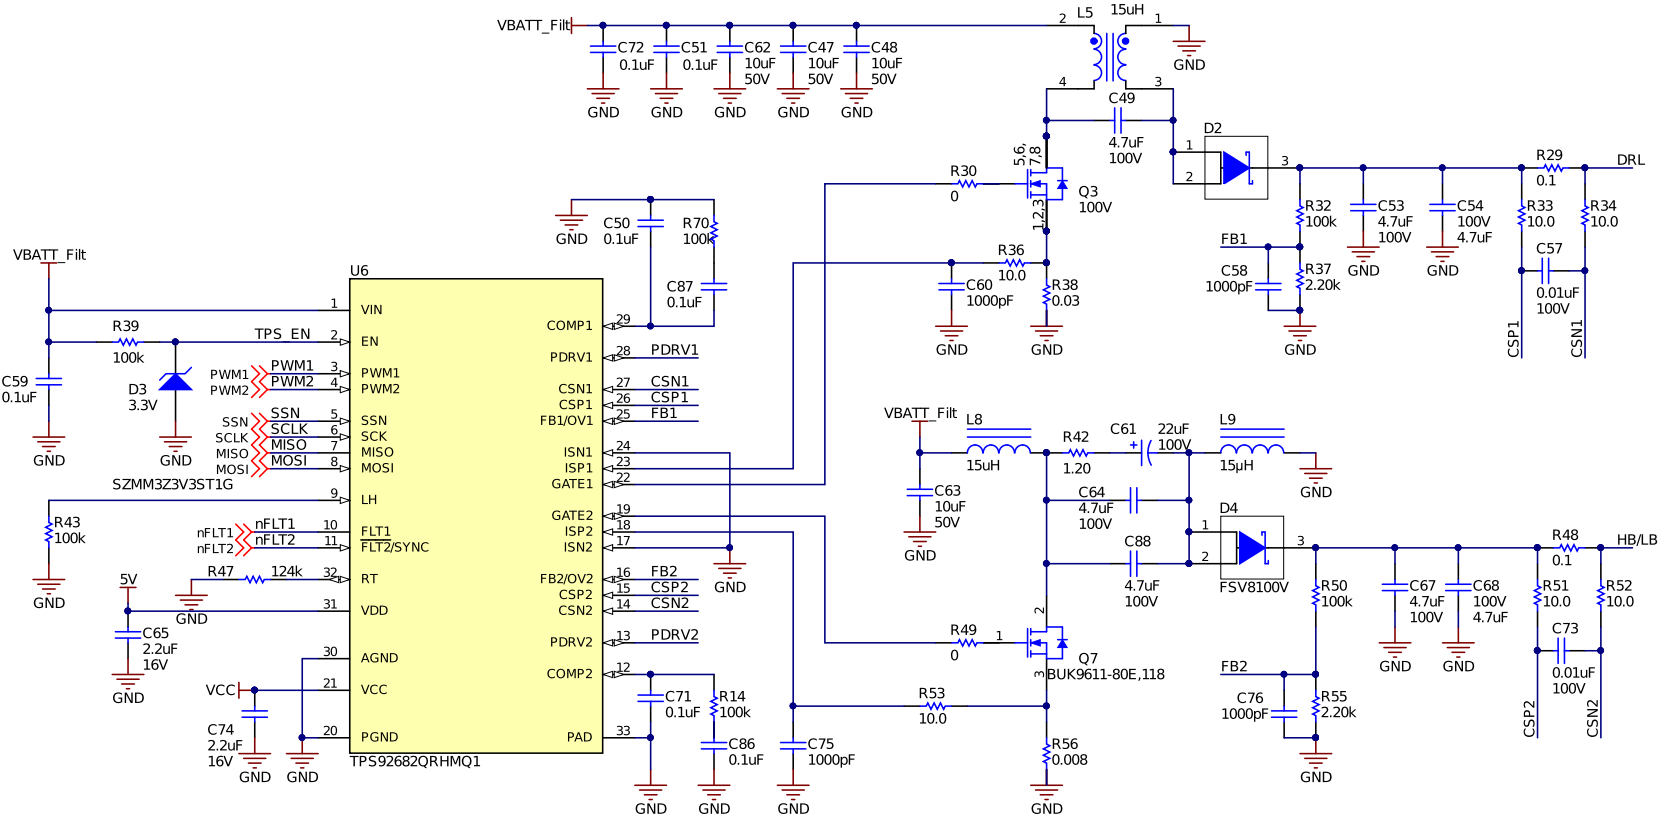 VBATT_Filt
C72
0.1uF
GND
C51
0.1uF
GND
C62
10uF
50V
GND
C47
10uF
50V
GND
C48
10uF
50V
GND
2
L5
15uH
1
4
3
GND
C49
4.7uF
100V
D2
1
2
3
5,6,
7,8
Q3
100V
1,2,3
R30
0
R36
10.0
C60
1000pF
GND
R38
0.03
GND
R29
0.1
DRL
R32
100k
C53
4.7uF
100V
GND
C54
100V
4.7uF
GND
R33
10.0
R34
10.0
C57
0.01uF
100V
CSP1
CSN1
FB1
C58
1000pF
R37
2.20k
GND
GND
C50
0.1uF
R70
100k
C87
0.1uF
VBATT_Filt
R39
100k
C59
0.1uF
GND
D3
3.3V
GND
SZMM3Z3V3ST1G
TPS_EN
PWM1 PWM1
PWM2 PWM2
SSN SSN
SCLK SCLK
MISO MISO
MOSI MOSI
R43
100k
GND
nFLT1 nFLT1
nFLT2 nFLT2
R47 124k
GND
5V
C65
2.2uF
16V
GND
VCC
C74
2.2uF
16V
GND
GND
U6
1 VIN
2 EN
3 PWM1
4 PWM2
5 SSN
6 SCK
7 MISO
8 MOSI
9 LH
10 FLT1
11 FLT2/SYNC
32 RT
31 VDD
30 AGND
21 VCC
20 PGND
COMP1 29
PDRV1 28 PDRV1
CSN1 27 CSN1
CSP1 26 CSP1
FB1/OV1 25 FB1
ISN1 24
ISP1 23
GATE1 22
GATE2 19
ISP2 18
ISN2 17
FB2/OV2 16 FB2
CSP2 15 CSP2
CSN2 14 CSN2
PDRV2 13 PDRV2
COMP2 12
PAD 33
TPS92682QRHMQ1
GND
C71
0.1uF
GND
R14
100k
C86
0.1uF
GND
C75
1000pF
GND
R53
10.0
R56
0.008
GND
VBATT_Filt
C63
10uF
50V
GND
L8
15uH
R42
1.20
C61
+
22uF
100V
L9
15µH
GND
C64
4.7uF
100V
C88
4.7uF
100V
D4
1
2
3
FSV8100V
R49
0
1
2
3
Q7
BUK9611-80E,118
R48
0.1
HB/LB
R50
100k
C67
4.7uF
100V
GND
C68
100V
4.7uF
GND
R51
10.0
R52
10.0
C73
0.01uF
100V
CSP2
CSN2
FB2
C76
1000pF
R55
2.20k
GND